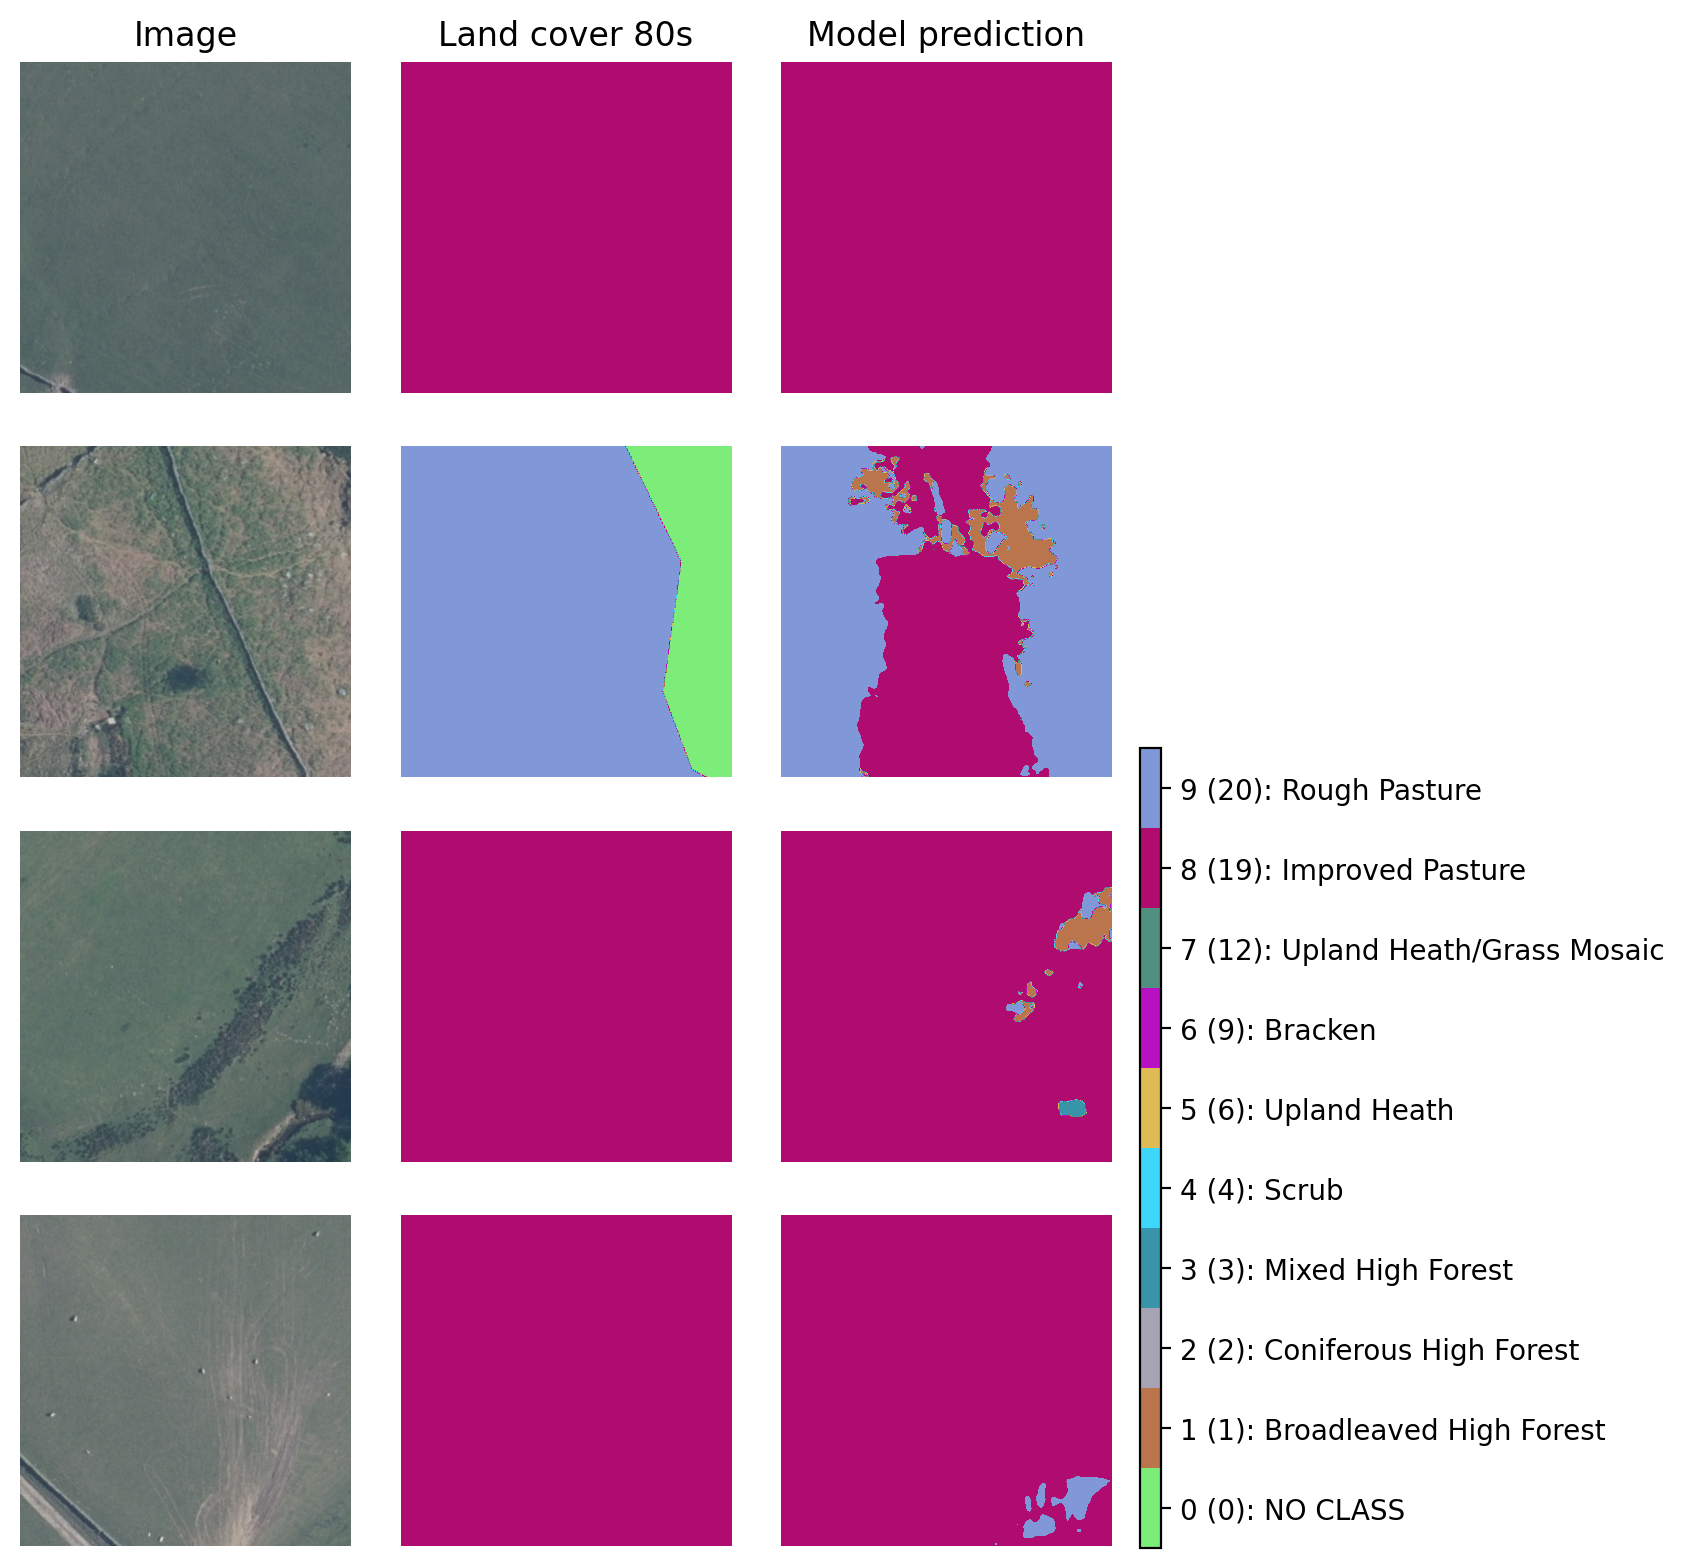 Image
Land cover 80s
Model prediction
9 (20): Rough Pasture
8 (19): Improved Pasture
7 (12): Upland Heath/Grass Mosaic
6 (9): Bracken
5 (6): Upland Heath
4 (4): Scrub
3 (3): Mixed High Forest
2 (2): Coniferous High Forest
1 (1): Broadleaved High Forest
0 (0): NO CLASS